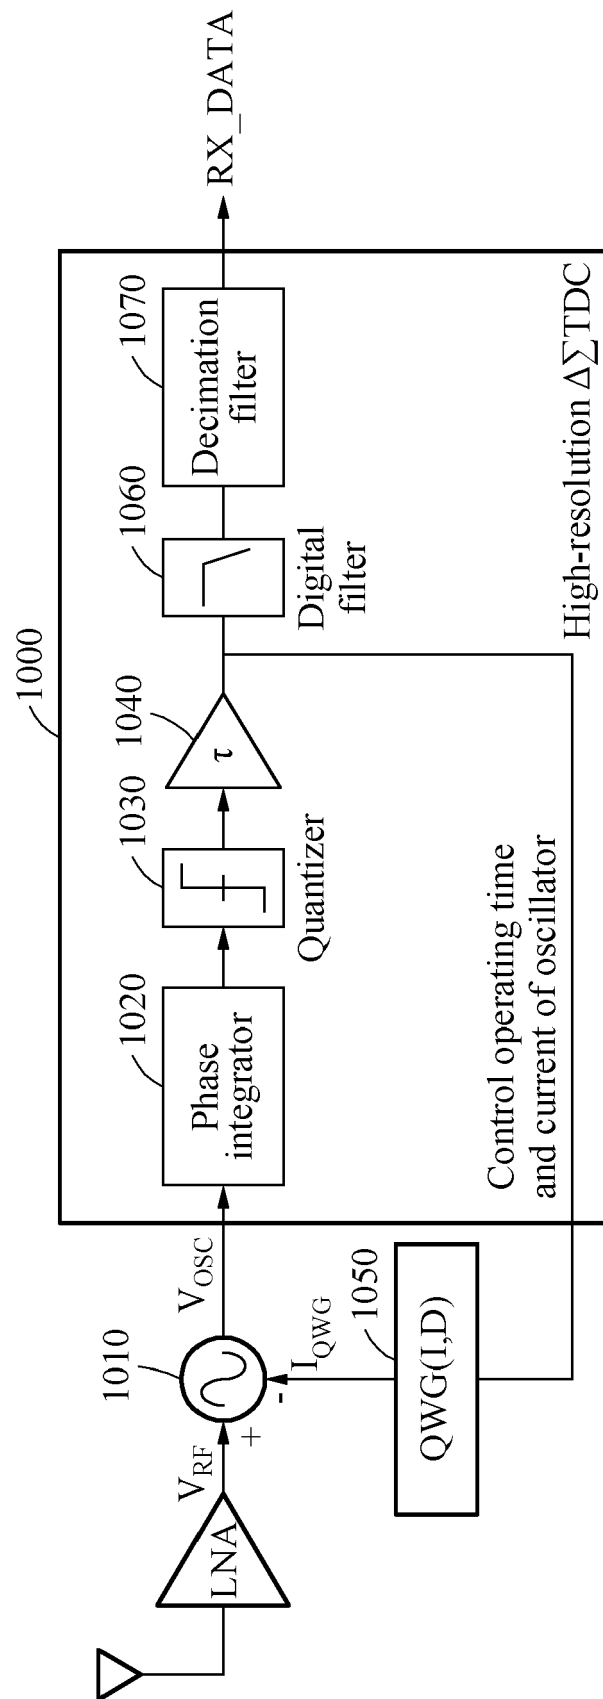 1000
1010
1020
1030
1040
1060
1070
LNA
V_RF
+
-
V_OSC
Phase
integrator
Quantizer
τ
Digital
filter
Decimation
filter
RX_DATA
I_QWG
1050
QWG(I,D)
Control operating time
and current of oscillator
High-resolution Δ∑TDC